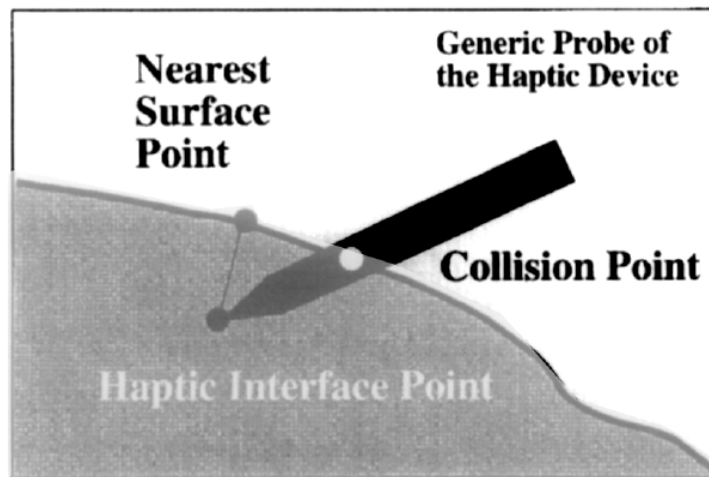 Nearest
Surface
Point
Generic Probe of
the Haptic Device
Collision Point
Haptic Interface Point